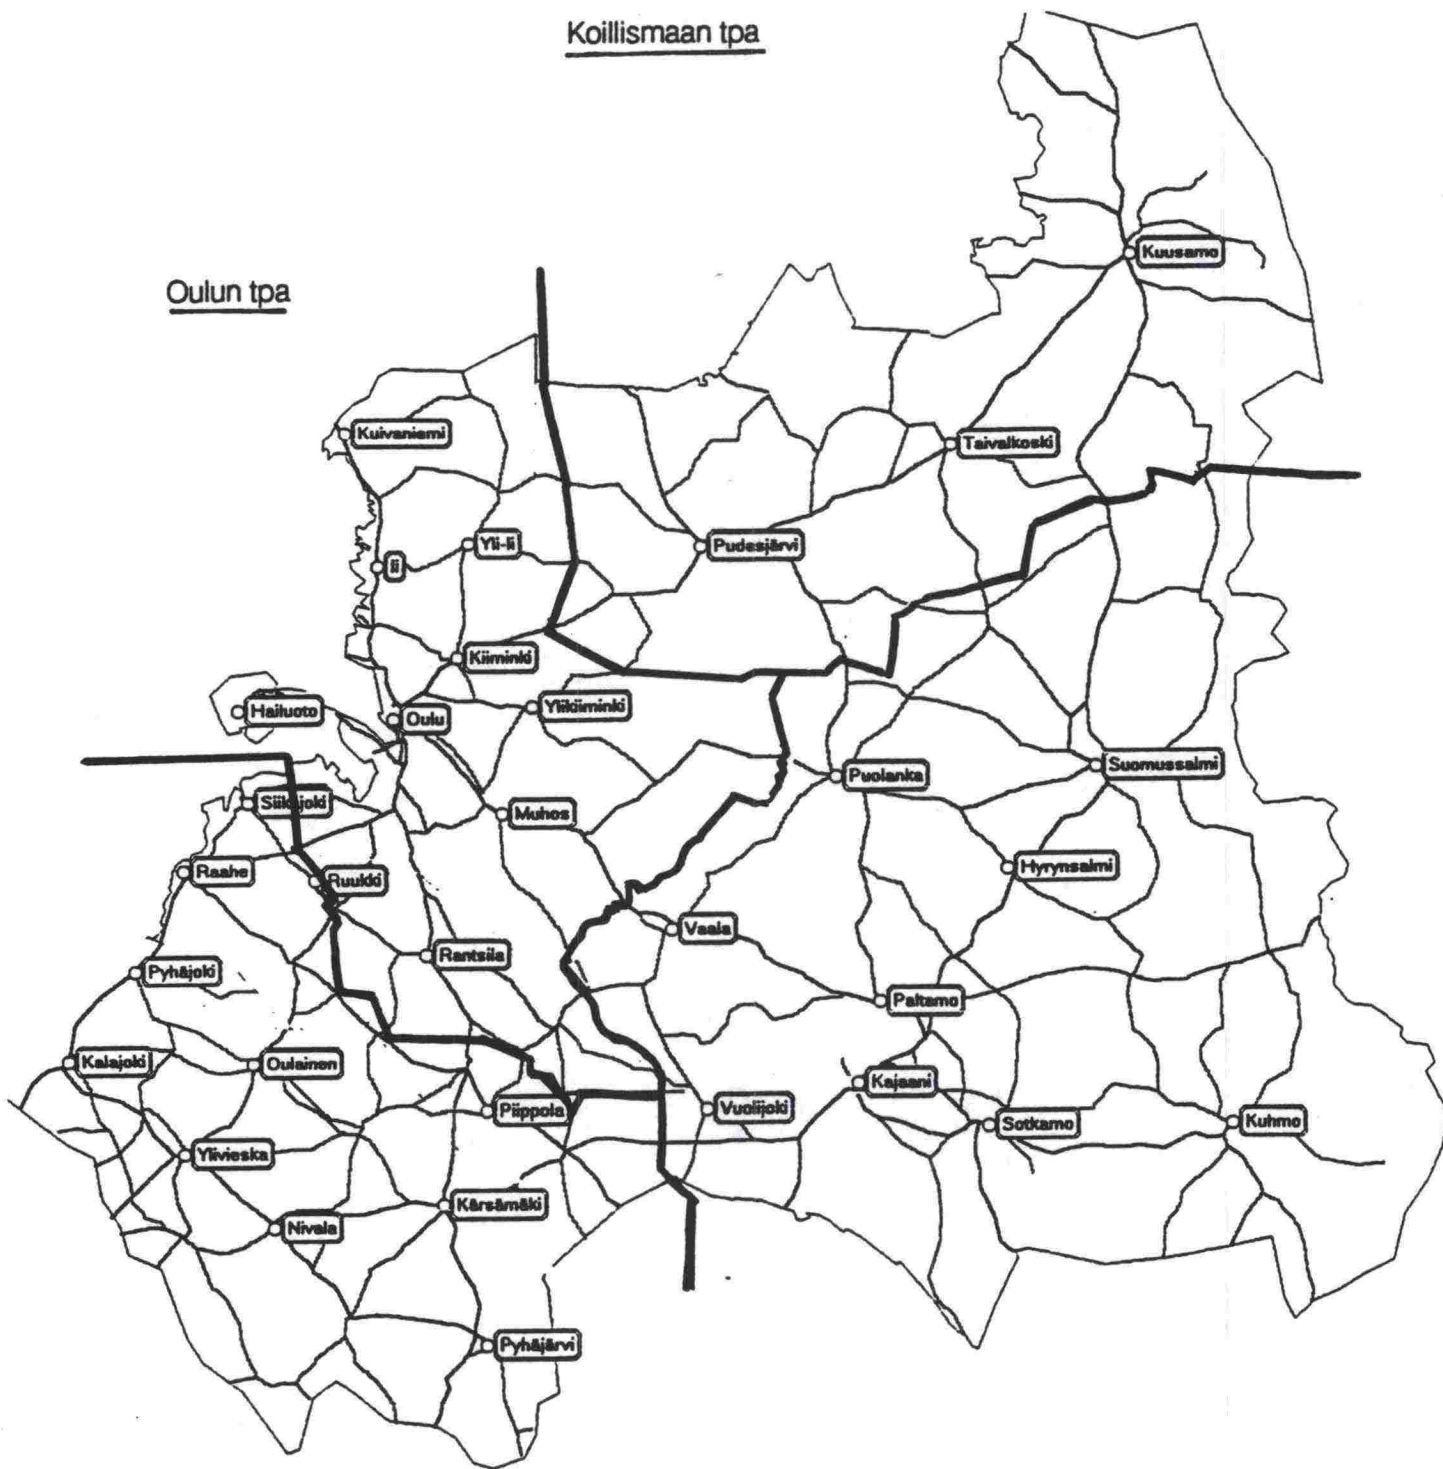 Koillismaan tpa
Kuusamo
Oulun tpa
Kuivaniemi
Taivalkoski
Yli-Ii
Pudesjärvi
Ii
Kiiminki
Hailuoto
Oulu
Ylikiiminki
Suomussalmi
Puolanka
Siikajoki
Muhos
Raahe
Ruukki
Hyrynsalmi
Vaala
Rantsila
Pyhäjoki
Paltamo
Kalajoki
Oulainen
Kajaani
Piippola
Vuolijoki
Sotkamo
Kuhmo
Ylivieska
Kärsämäki
Nivala
Pyhäjärvi